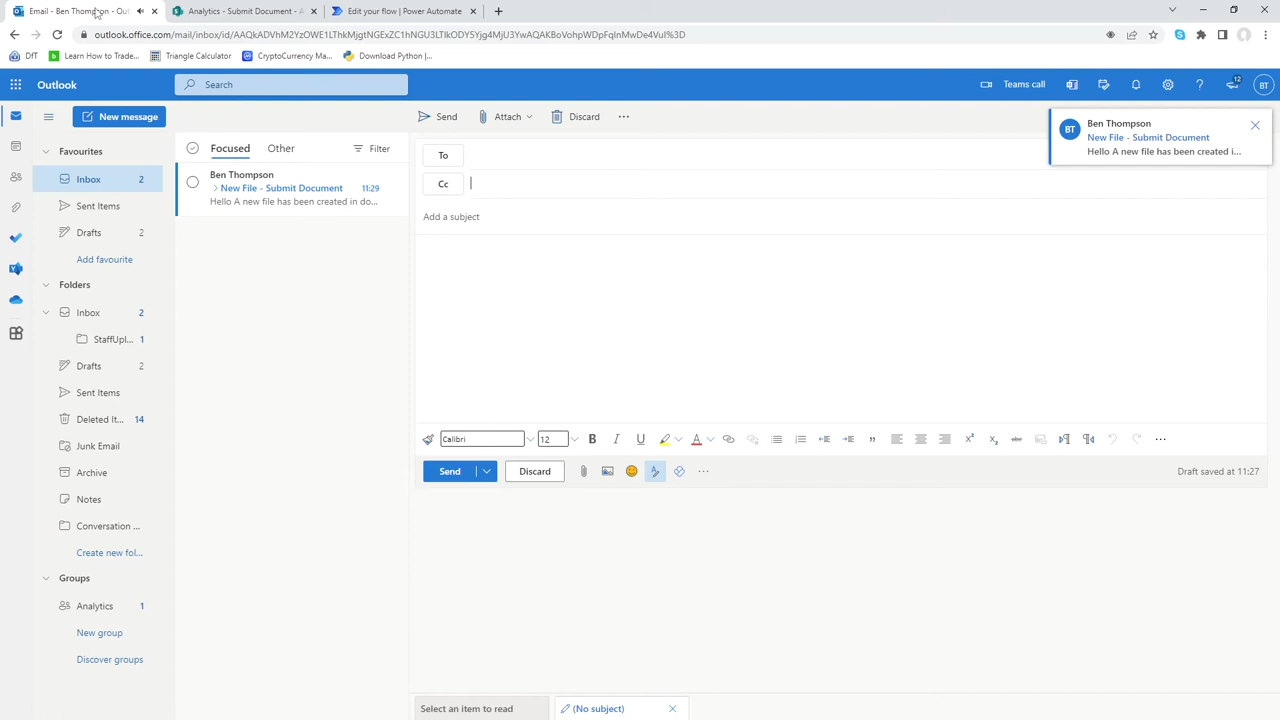 Email - Ben Thompson - Out
Analytics - Submit Document - A
Edit your flow | Power Automate
outlook.office.com/mail/inbox/id/AAQkADVhM2YzOWE1LThkMjgtNGExZC1hNGU3LTlkODY5Yjg4MjU3YwAQAKBoVohpWDpFqInMwDe4VuI%3D
DfT
Learn How to Trade...
Triangle Calculator
CryptoCurrency Ma...
Download Python |...
Outlook
Search
Teams call
12
BT
New message
Send
Attach
Discard
Favourites
Inbox 2
Sent Items
Drafts 2
Add favourite
Folders
Inbox 2
StaffUpl... 1
Drafts 2
Sent Items
Deleted It... 14
Junk Email
Archive
Notes
Conversation ...
Create new fol...
Groups
Analytics 1
New group
Discover groups
Focused
Other
Filter
Ben Thompson
New File - Submit Document 11:29
Hello A new file has been created in do...
To
Cc
Add a subject
BT
Ben Thompson
New File - Submit Document
Hello A new file has been created i...
Calibri
12
B I U
Send
Discard
Draft saved at 11:27
Select an item to read
(No subject)